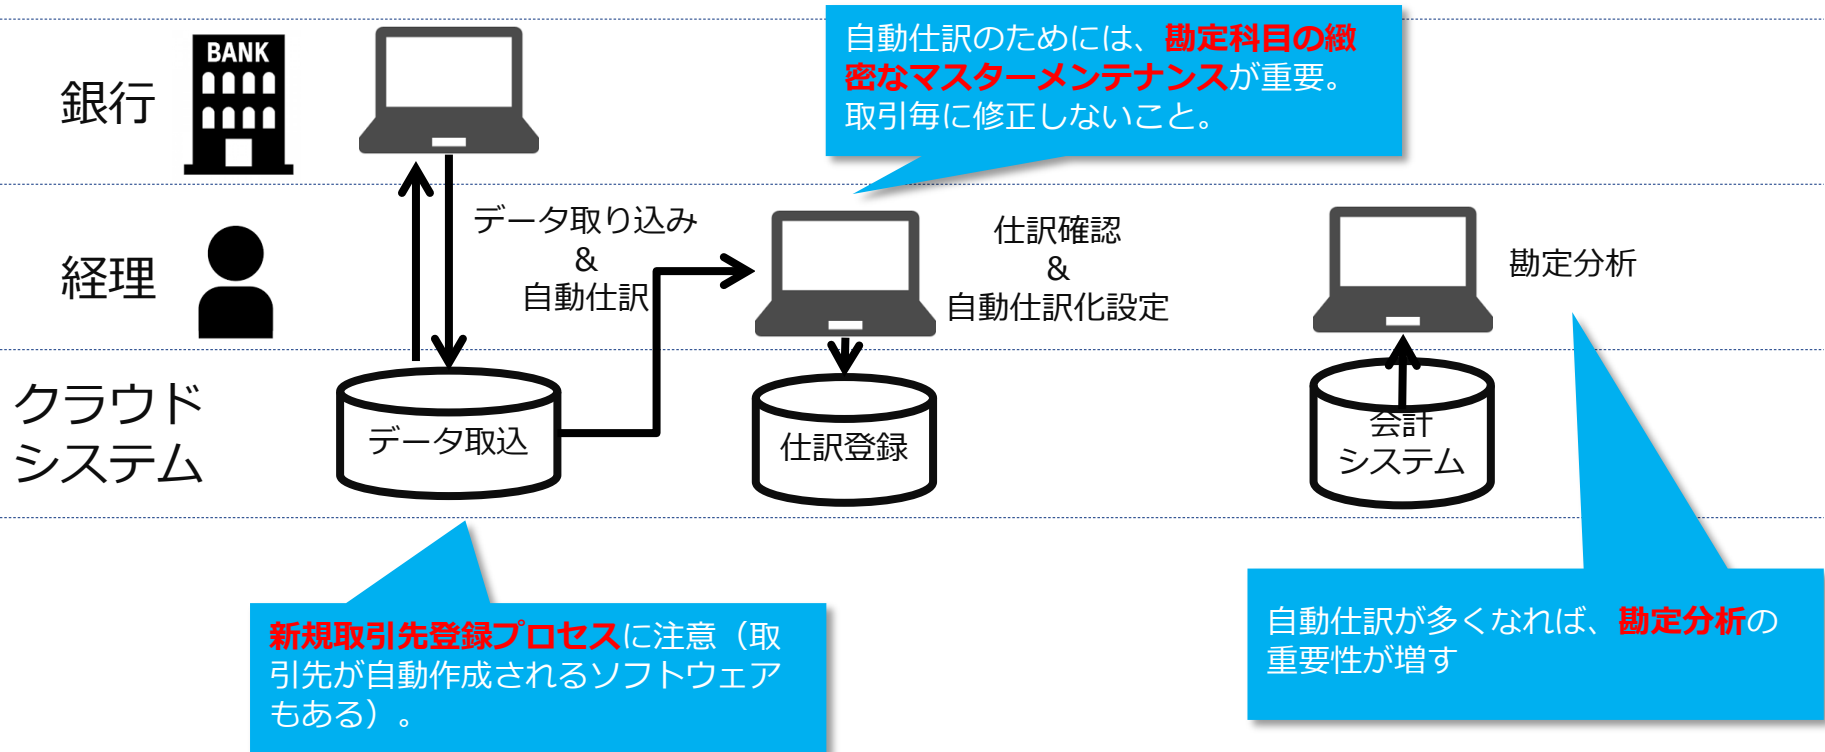 自動仕訳のためには、勘定科目の緻
密なマスターメンテナンスが重要。
取引毎に修正しないこと。
銀行
BANK
経理
データ取り込み
&
自動仕訳
仕訳確認
&
自動仕訳化設定
勘定分析
クラウド
システム
データ取込
仕訳登録
会計
システム
新規取引先登録プロセスに注意（取
引先が自動作成されるソフトウェア
もある）。
自動仕訳が多くなれば、勘定分析の
重要性が増す